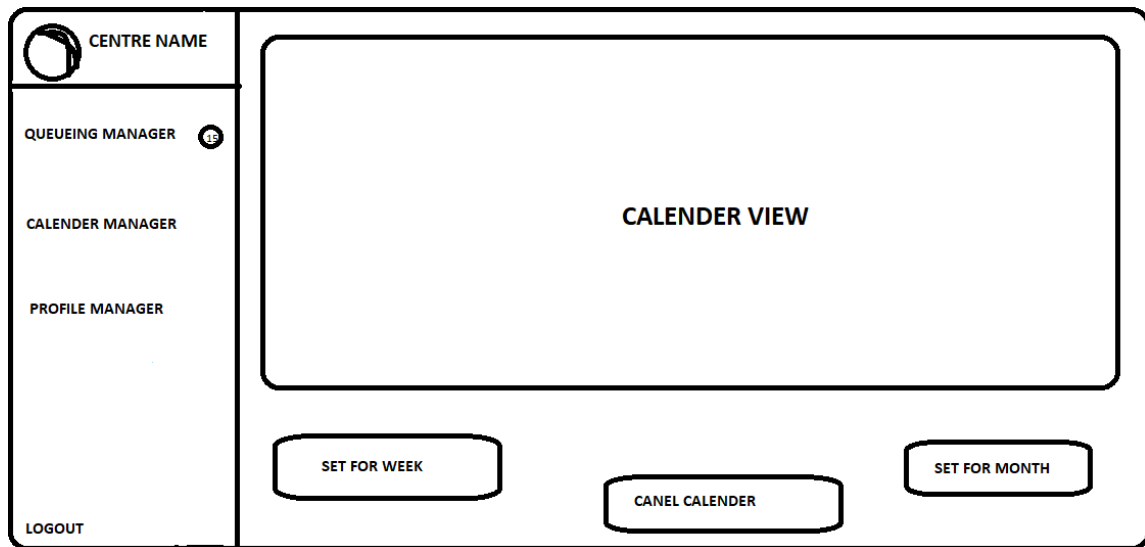 CENTRE NAME
QUEUEING MANAGER 15
CALENDER MANAGER
PROFILE MANAGER
LOGOUT
CALENDER VIEW
SET FOR WEEK
CANEL CALENDER
SET FOR MONTH